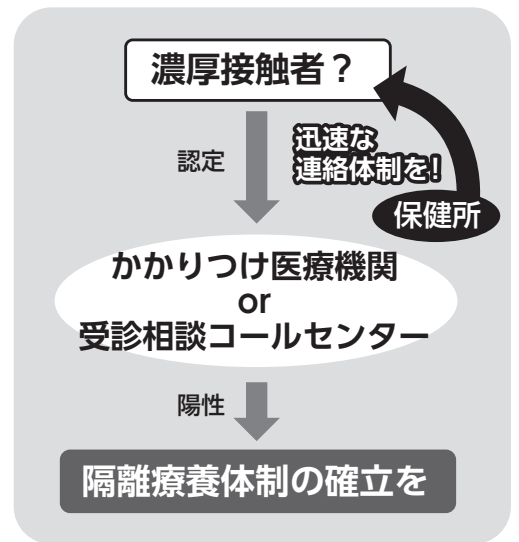 濃厚接触者？
認定
迅速な
連絡体制を！
保健所
かかりつけ医療機関
or
受診相談コールセンター
陽性
隔離療養体制の確立を